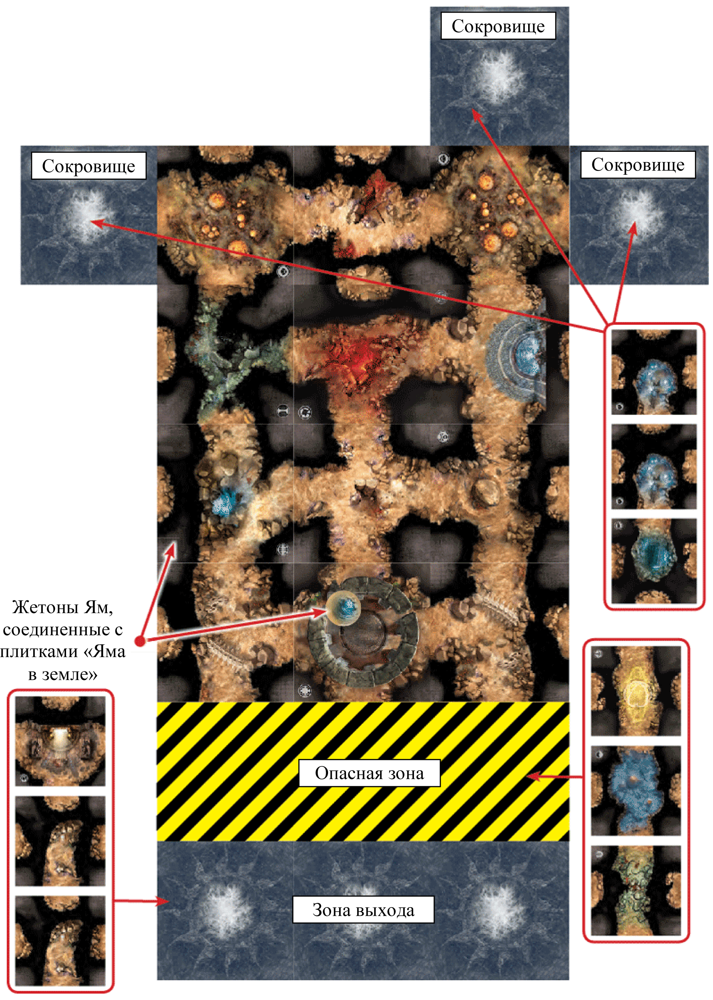 Сокровище
Сокровище
Сокровище
Жетоны Ям,
соединенные с
плитками «Яма
в земле»
Опасная зона
Зона выхода